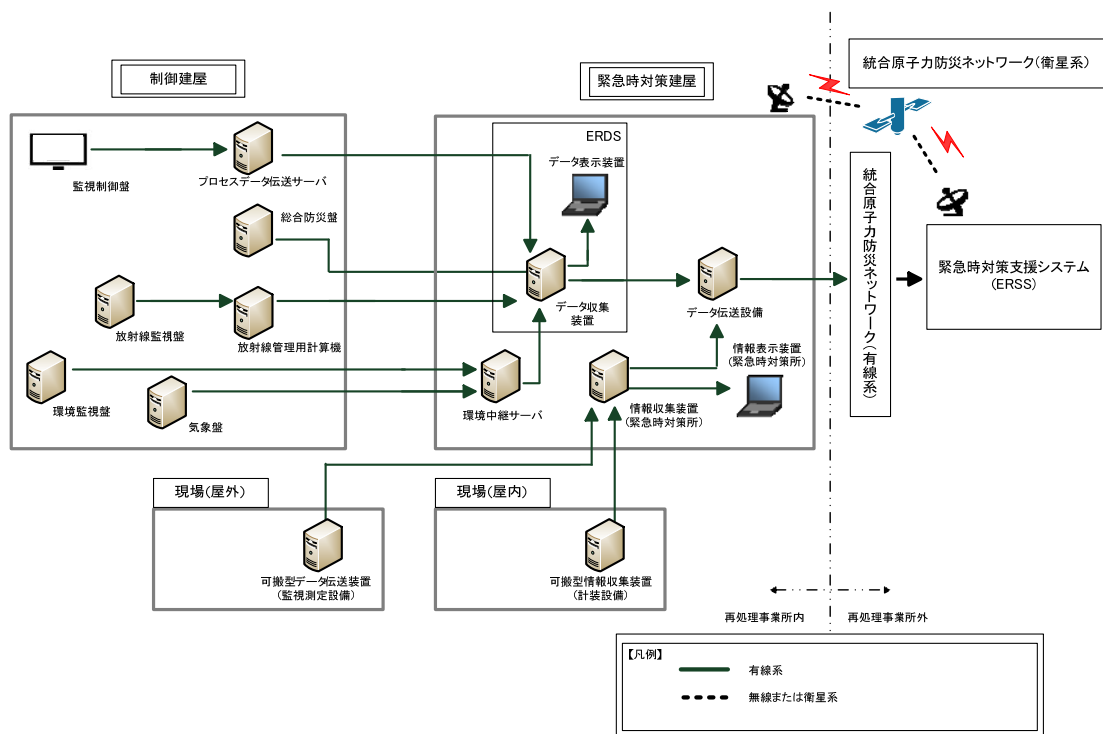 制御建屋
緊急時対策建屋
統合原子力防災ネットワーク(衛星系)
ERDS
データ表示装置
監視制御盤
プロセスデータ伝送サーバ
総合防災盤
統合原子力防災ネットワーク(有線系)
緊急時対策支援システム
(ERSS)
データ収集
装置
データ伝送設備
放射線監視盤
放射線管理用計算機
情報表示装置
(緊急時対策所)
環境監視盤
気象盤
環境中継サーバ
情報収集装置
(緊急時対策所)
現場(屋外)
現場(屋内)
可搬型データ伝送装置
(監視測定設備)
可搬型情報収集装置
(計装設備)
再処理事業所内
再処理事業所外
【凡例】
有線系
無線または衛星系